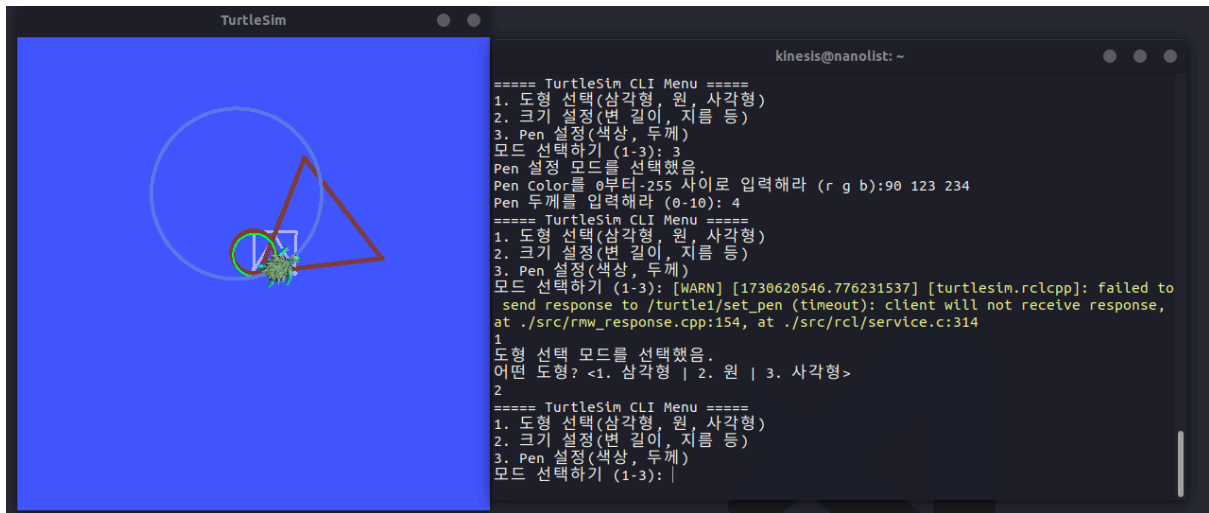 TurtleSim
kinesis@nanolist: ~
===== TurtleSim CLI Menu =====
1. 도형 선택(삼각형, 원, 사각형)
2. 크기 설정(변 길이, 지름 등)
3. Pen 설정(색상, 두께)
모드 선택하기 (1-3): 3
Pen 설정 모드를 선택했음.
Pen Color를 0부터-255 사이로 입력해라 (r g b):90 123 234
Pen 두께를 입력해라 (0-10): 4
===== TurtleSim CLI Menu =====
1. 도형 선택(삼각형, 원, 사각형)
2. 크기 설정(변 길이, 지름 등)
3. Pen 설정(색상, 두께)
모드 선택하기 (1-3): [WARN] [1730620546.776231537] [turtlesim.rclcpp]: failed to
send response to /turtle1/set_pen (timeout): client will not receive response,
at ./src/rmw_response.cpp:154, at ./src/rcl/service.c:314
1
도형 선택 모드를 선택했음.
어떤 도형? <1. 삼각형 | 2. 원 | 3. 사각형>
2
===== TurtleSim CLI Menu =====
1. 도형 선택(삼각형, 원, 사각형)
2. 크기 설정(변 길이, 지름 등)
3. Pen 설정(색상, 두께)
모드 선택하기 (1-3):